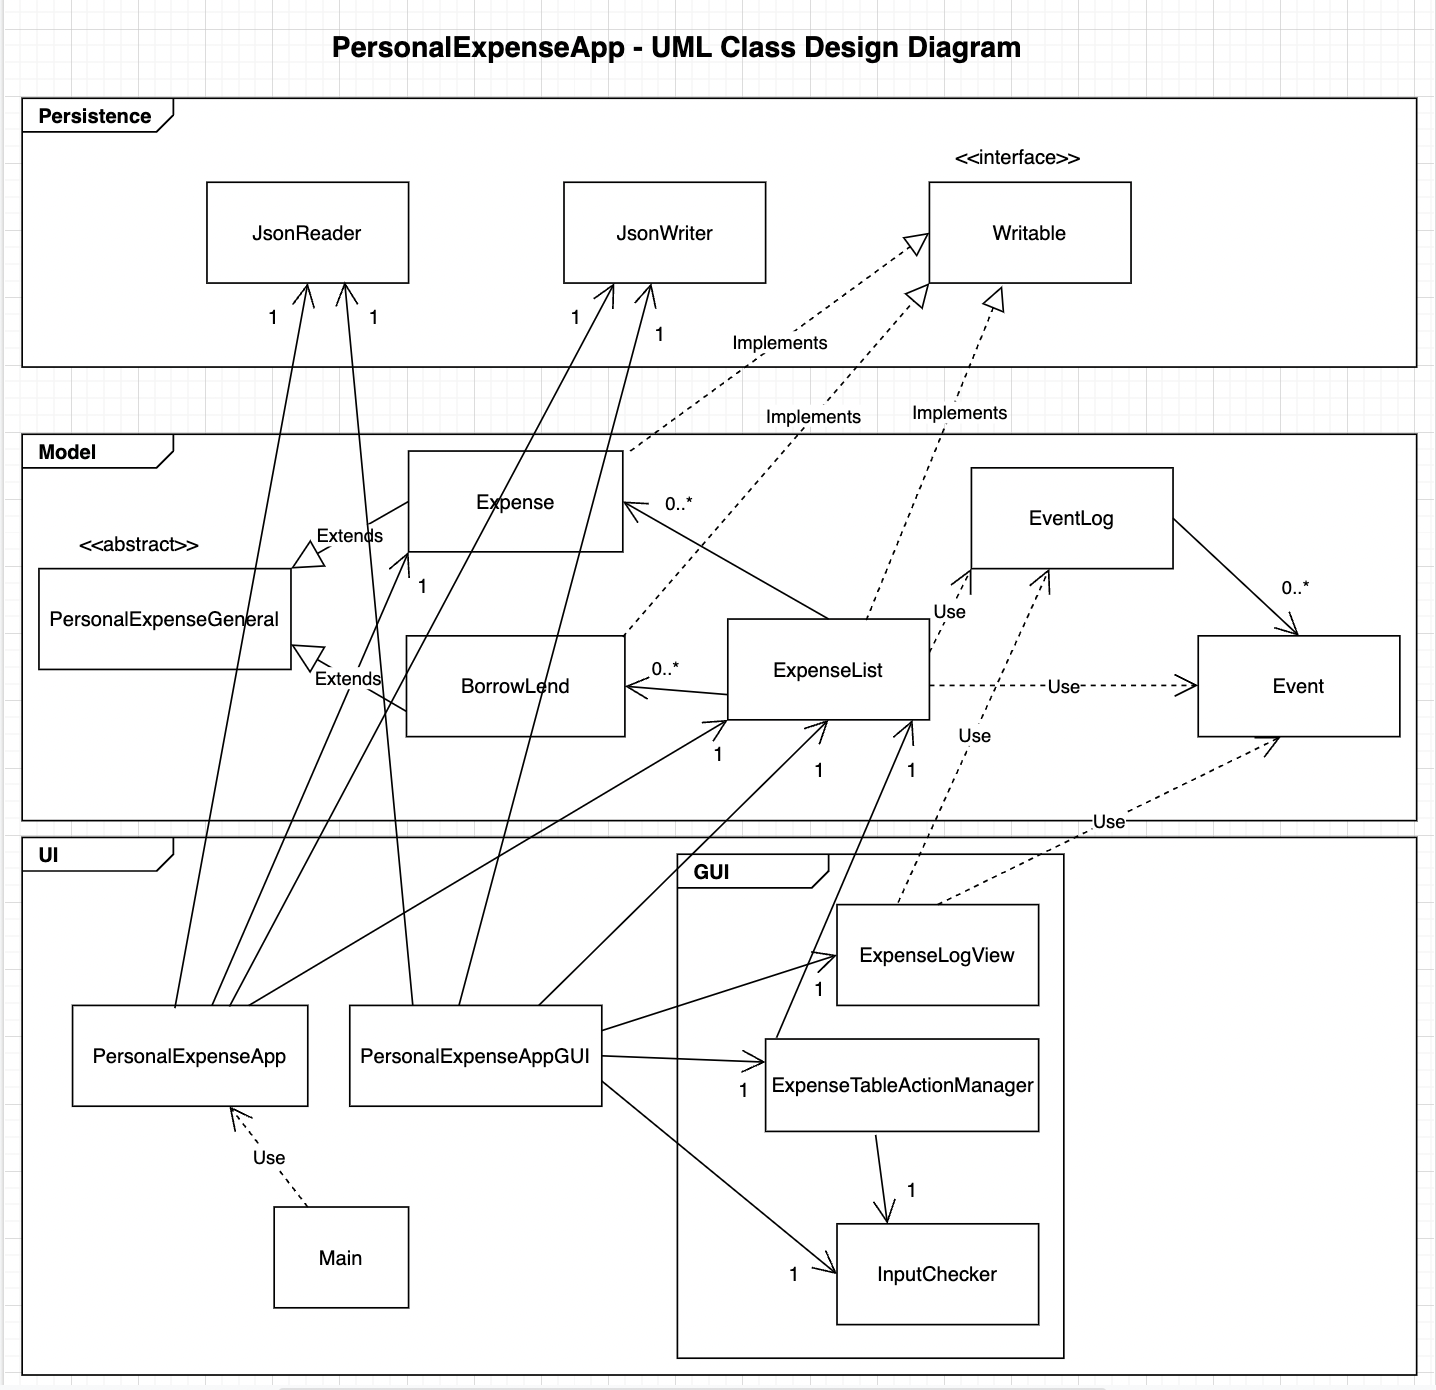 PersonalExpenseApp - UML Class Design Diagram
Persistence
<<interface>>
JsonReader
JsonWriter
Writable
1
1
1
1
Implements
Implements
Implements
Model
Expense
0..*
EventLog
Extends
<<abstract>>
1
0..*
Use
PersonalExpenseGeneral
Extends
BorrowLend
0..*
ExpenseList
Use
Event
Use
1
1
1
Use
UI
GUI
ExpenseLogView
1
PersonalExpenseApp
PersonalExpenseAppGUI
ExpenseTableActionManager
1
Use
1
Main
1
InputChecker